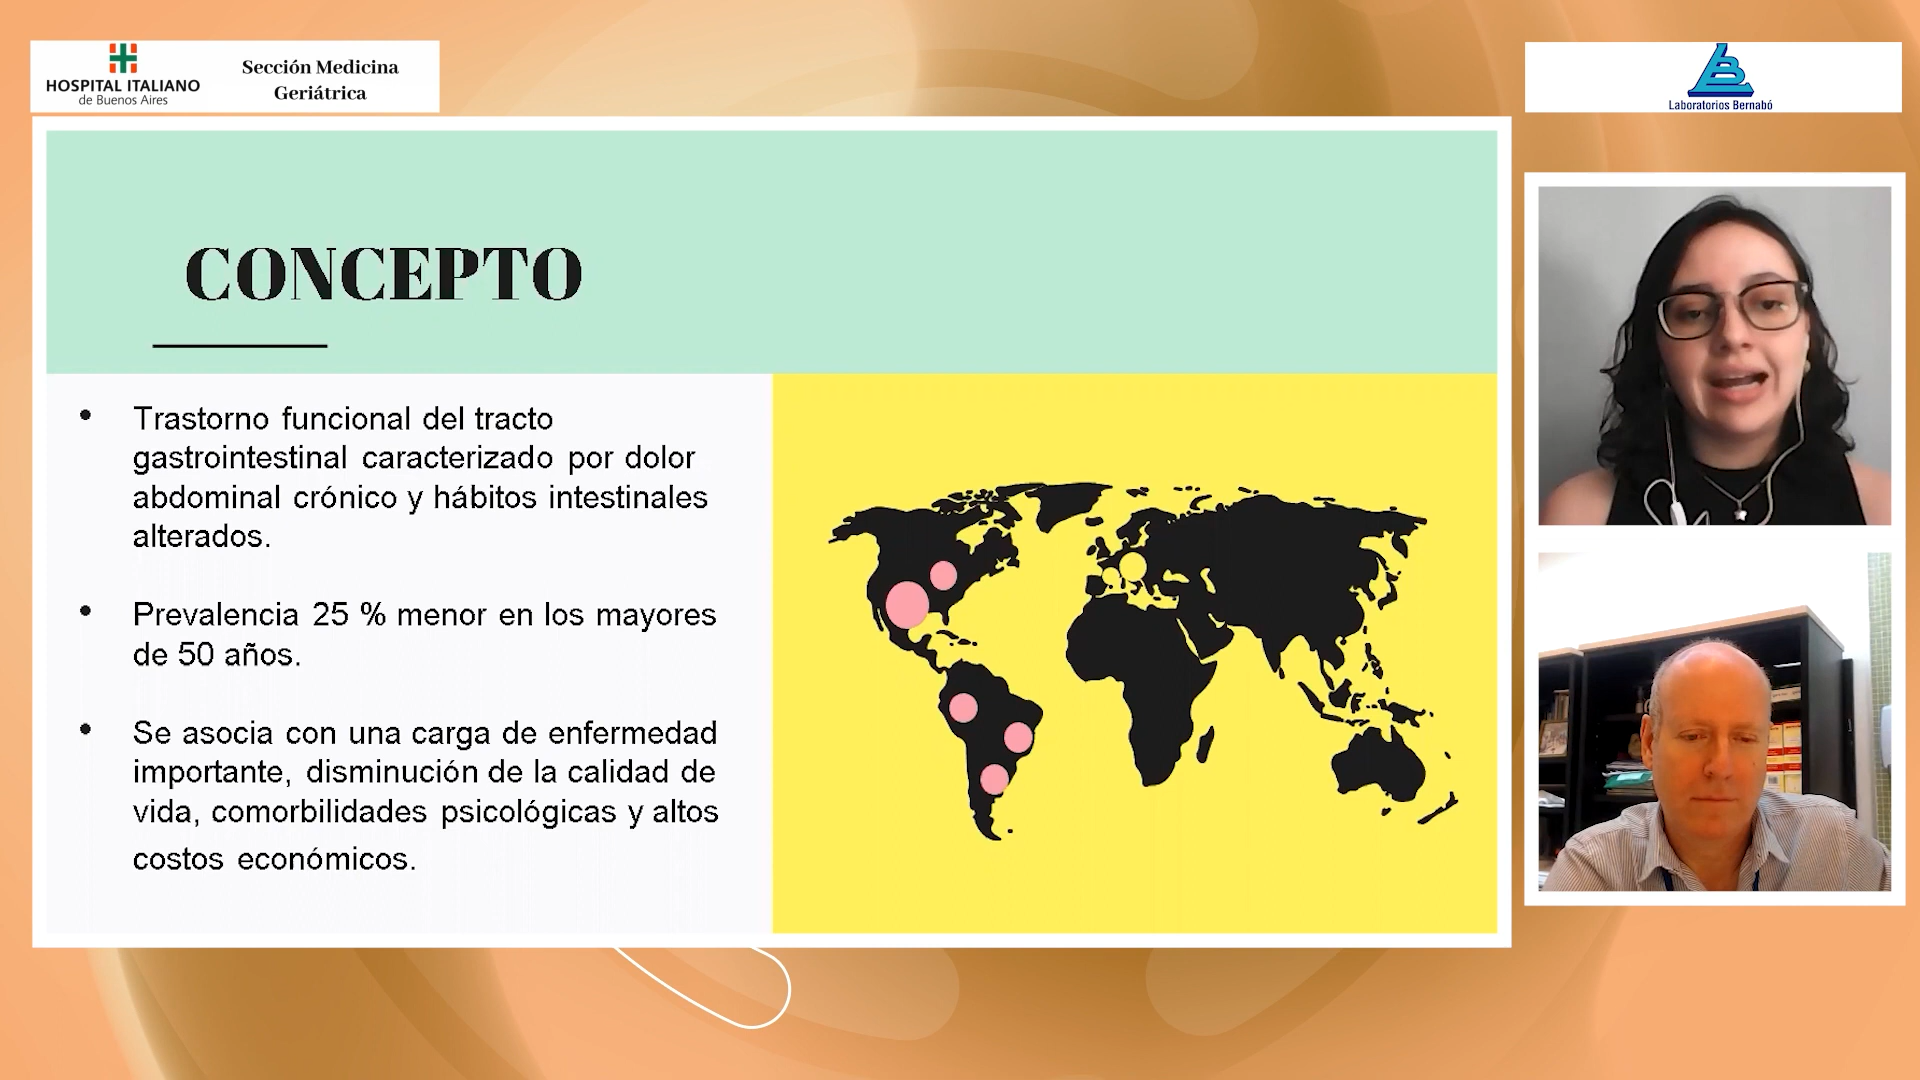 HOSPITAL ITALIANO
de Buenos Aires
Sección Medicina
Geriátrica
Laboratorios Bernabó
CONCEPTO
• Trastorno funcional del tracto
gastrointestinal caracterizado por dolor
abdominal crónico y hábitos intestinales
alterados.
• Prevalencia 25 % menor en los mayores
de 50 años.
• Se asocia con una carga de enfermedad
importante, disminución de la calidad de
vida, comorbilidades psicológicas y altos
costos económicos.